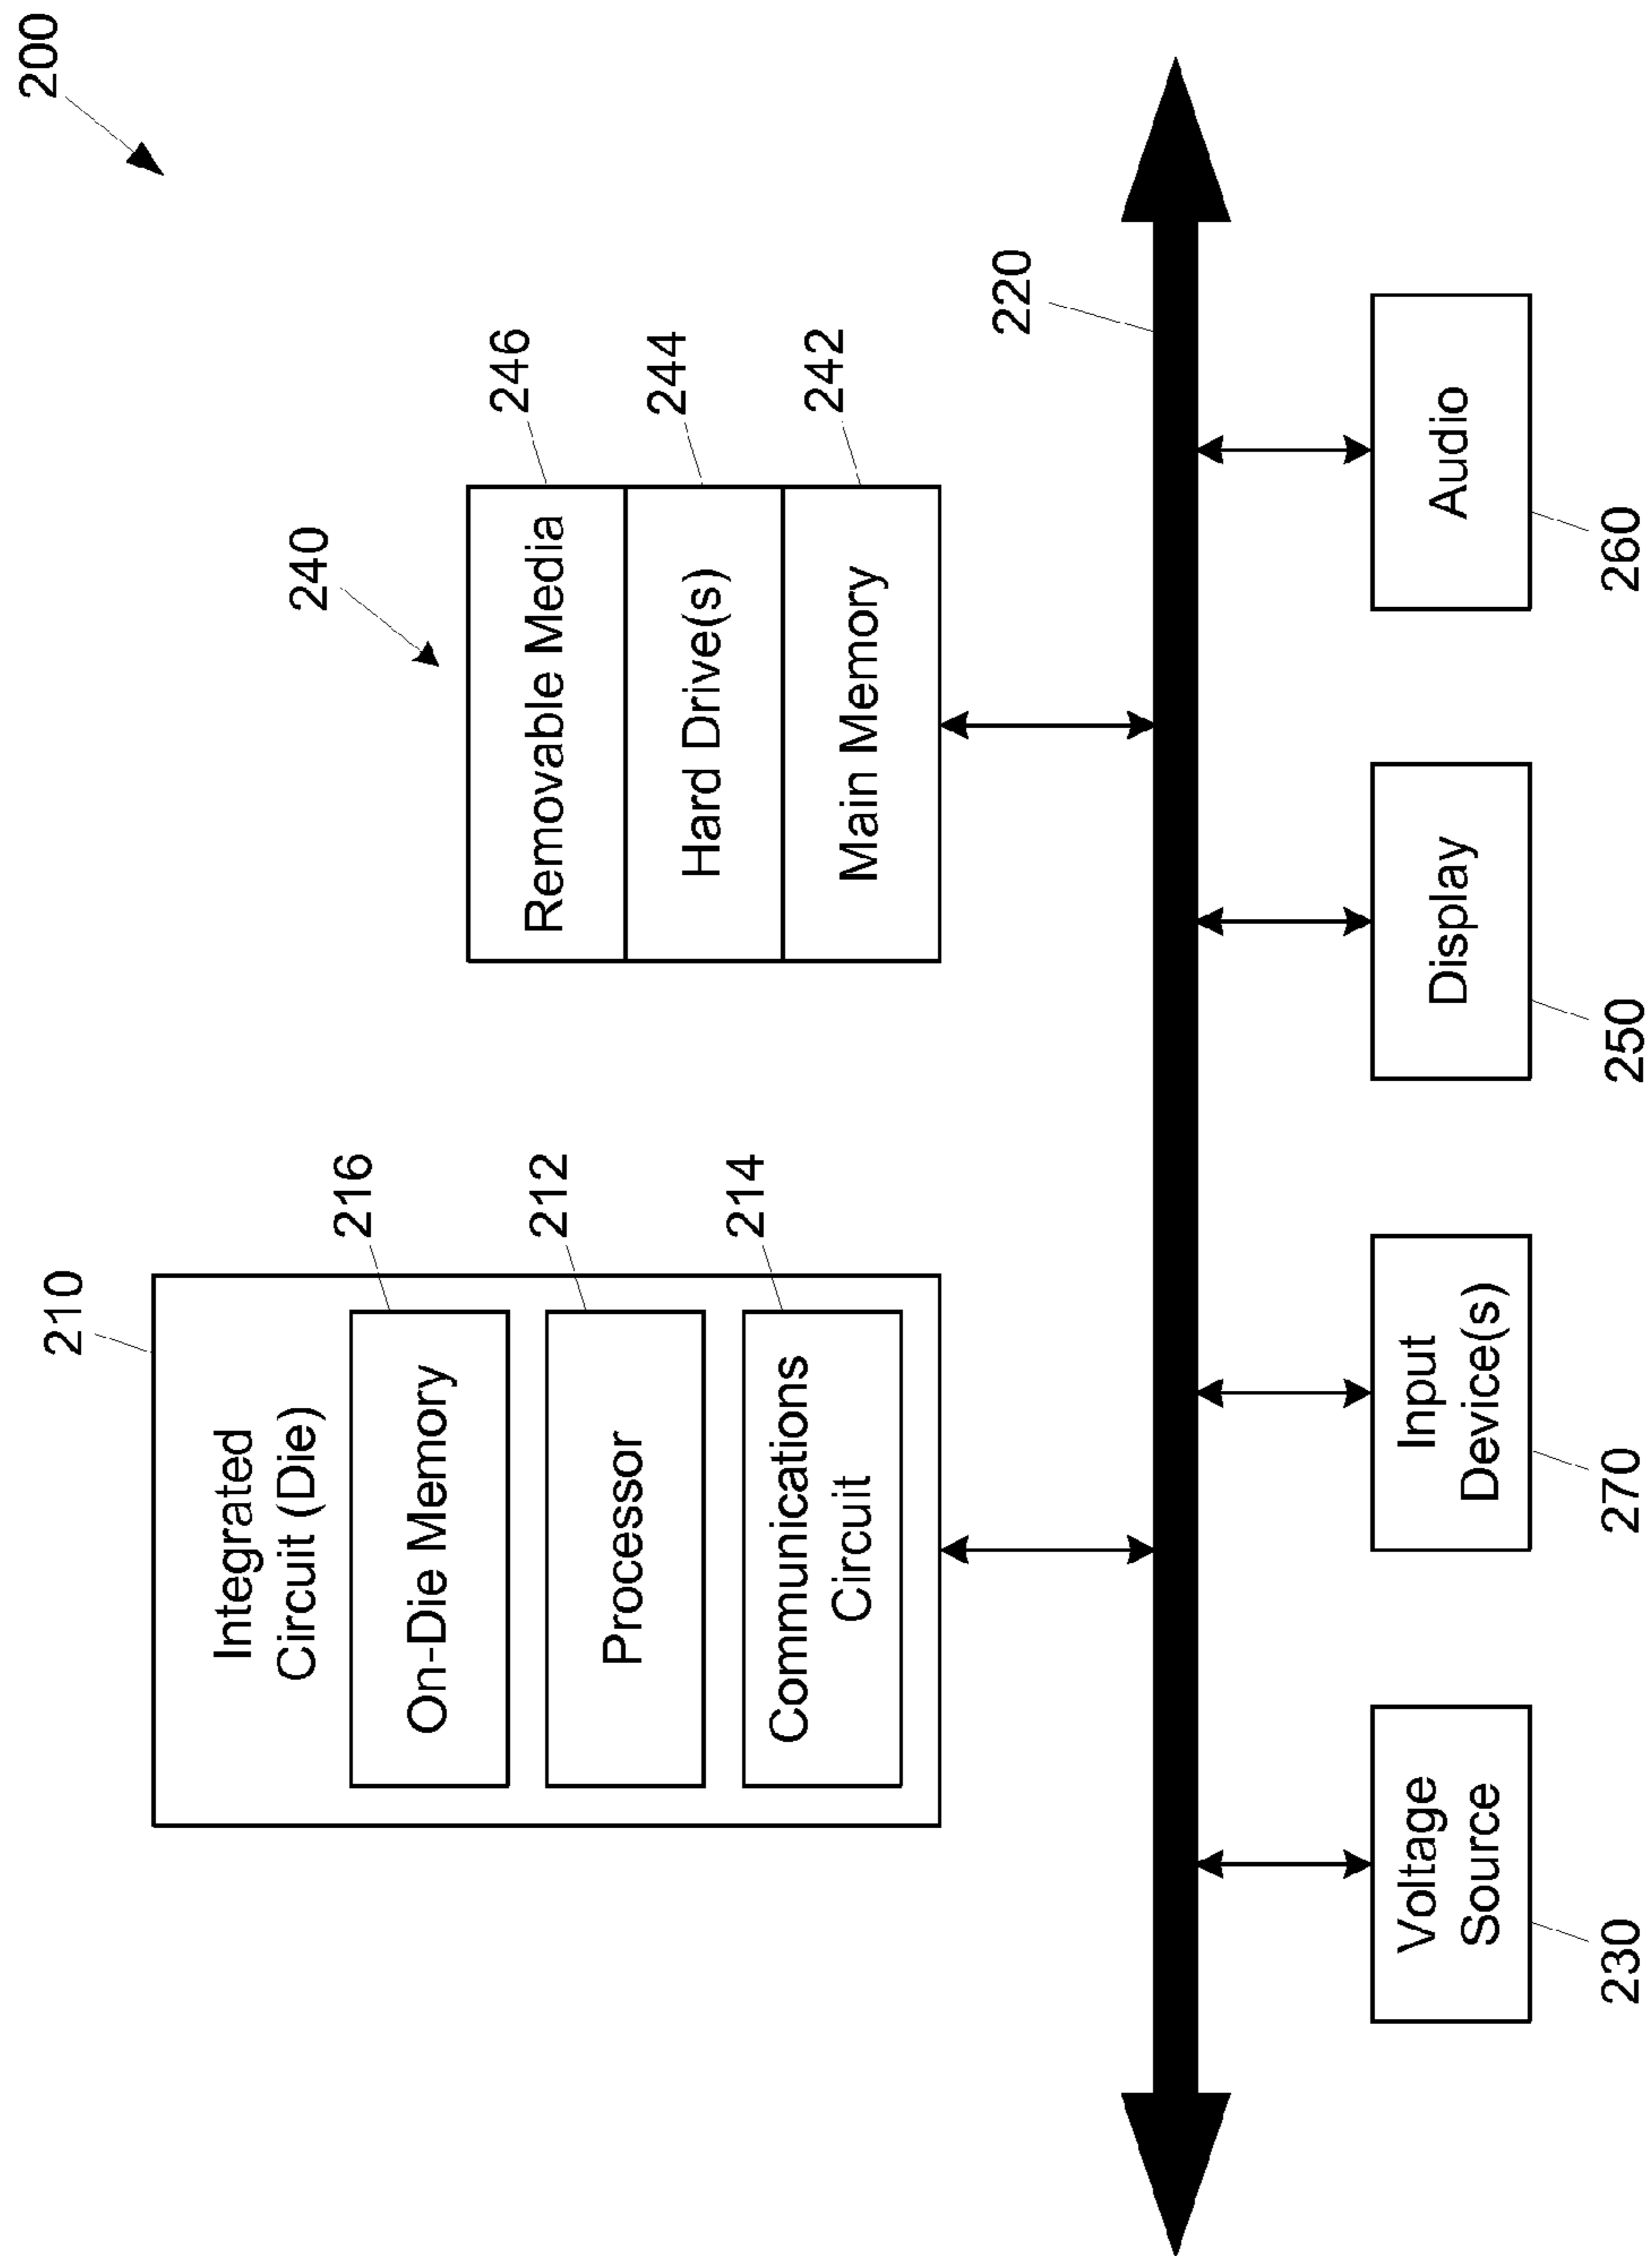 200
210
Integrated
Circuit (Die)
216
On-Die Memory
212
Processor
214
Communications
Circuit
240
246
Removable Media
244
Hard Drive(s)
242
Main Memory
220
Voltage
Source
230
Input
Device(s)
270
Display
250
Audio
260